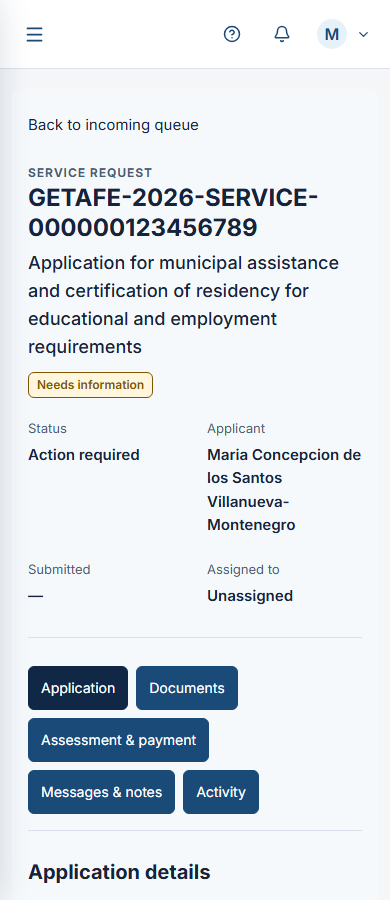 M
Back to incoming queue
SERVICE REQUEST
GETAFE-2026-SERVICE-
000000123456789
Application for municipal assistance
and certification of residency for
educational and employment
requirements
Needs information
Status
Action required
Applicant
Maria Concepcion de
los Santos
Villanueva-
Montenegro
Submitted
—
Assigned to
Unassigned
Application
Documents
Assessment & payment
Messages & notes
Activity
Application details